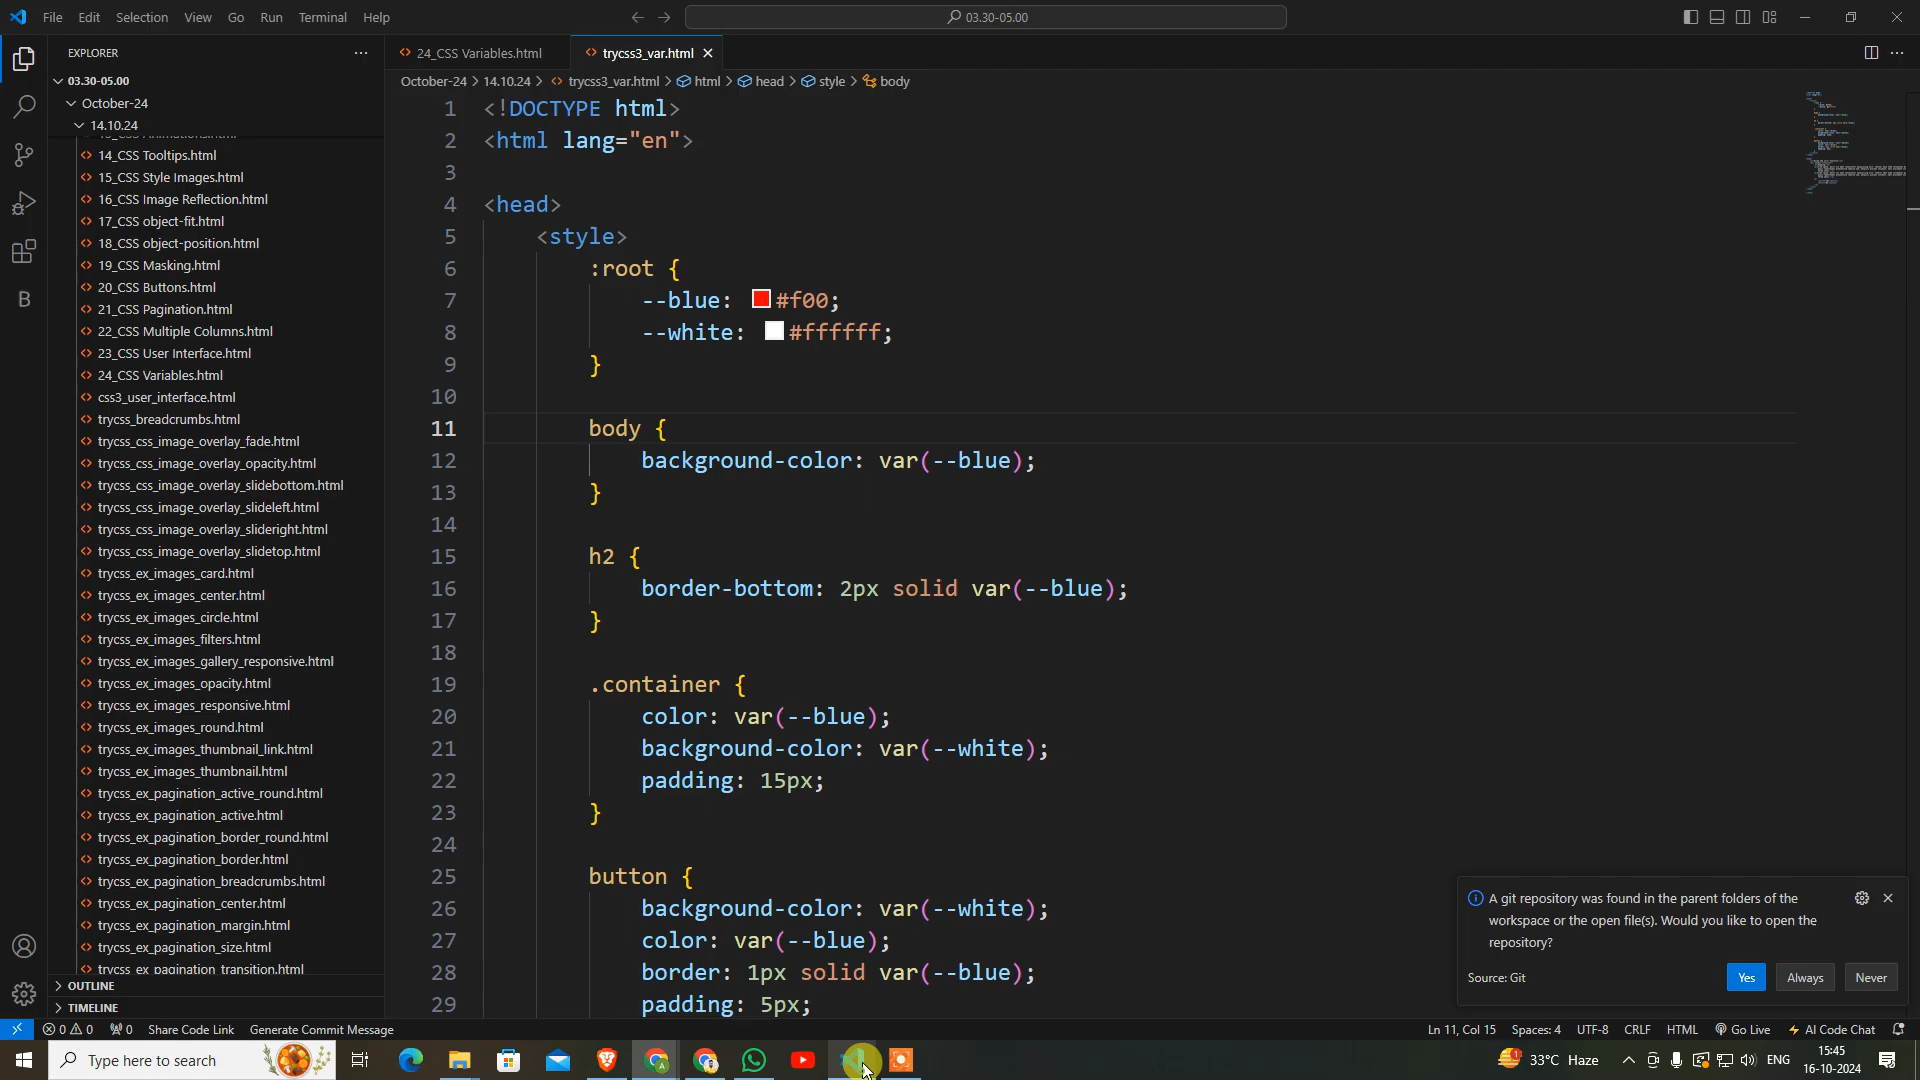 File Edit Selection View Go Run Terminal Help
03.30-05.00
EXPLORER
03.30-05.00
October-24
14.10.24
14_CSS Tooltips.html
15_CSS Style Images.html
16_CSS Image Reflection.html
17_CSS object-fit.html
18_CSS object-position.html
19_CSS Masking.html
20_CSS Buttons.html
21_CSS Pagination.html
22_CSS Multiple Columns.html
23_CSS User Interface.html
24_CSS Variables.html
css3_user_interface.html
trycss_breadcrumbs.html
trycss_css_image_overlay_fade.html
trycss_css_image_overlay_opacity.html
trycss_css_image_overlay_slidebottom.html
trycss_css_image_overlay_slideleft.html
trycss_css_image_overlay_slideright.html
trycss_css_image_overlay_slidetop.html
trycss_ex_images_card.html
trycss_ex_images_center.html
trycss_ex_images_circle.html
trycss_ex_images_filters.html
trycss_ex_images_gallery_responsive.html
trycss_ex_images_opacity.html
trycss_ex_images_responsive.html
trycss_ex_images_round.html
trycss_ex_images_thumbnail_link.html
trycss_ex_images_thumbnail.html
trycss_ex_pagination_active_round.html
trycss_ex_pagination_active.html
trycss_ex_pagination_border_round.html
trycss_ex_pagination_border.html
trycss_ex_pagination_breadcrumbs.html
trycss_ex_pagination_center.html
trycss_ex_pagination_margin.html
trycss_ex_pagination_size.html
trycss_ex_pagination_transition.html
OUTLINE
TIMELINE
24_CSS Variables.html trycss3_var.html
October-24 > 14.10.24 > trycss3_var.html > html > head > style > body
1 <!DOCTYPE html>
2 <html lang="en">
3
4 <head>
5 <style>
6 :root {
7 --blue: #f00;
8 --white: #ffffff;
9 }
10
11 body {
12 background-color: var(--blue);
13 }
14
15 h2 {
16 border-bottom: 2px solid var(--blue);
17 }
18
19 .container {
20 color: var(--blue);
21 background-color: var(--white);
22 padding: 15px;
23 }
24
25 button {
26 background-color: var(--white);
27 color: var(--blue);
28 border: 1px solid var(--blue);
29 padding: 5px;
A git repository was found in the parent folders of the
workspace or the open file(s). Would you like to open the
repository?
Source: Git
Yes Always Never
0 0 0 Share Code Link Generate Commit Message
Ln 11, Col 15 Spaces: 4 UTF-8 CRLF HTML Go Live AI Code Chat
Type here to search
33°C Haze
ENG
15:45
16-10-2024